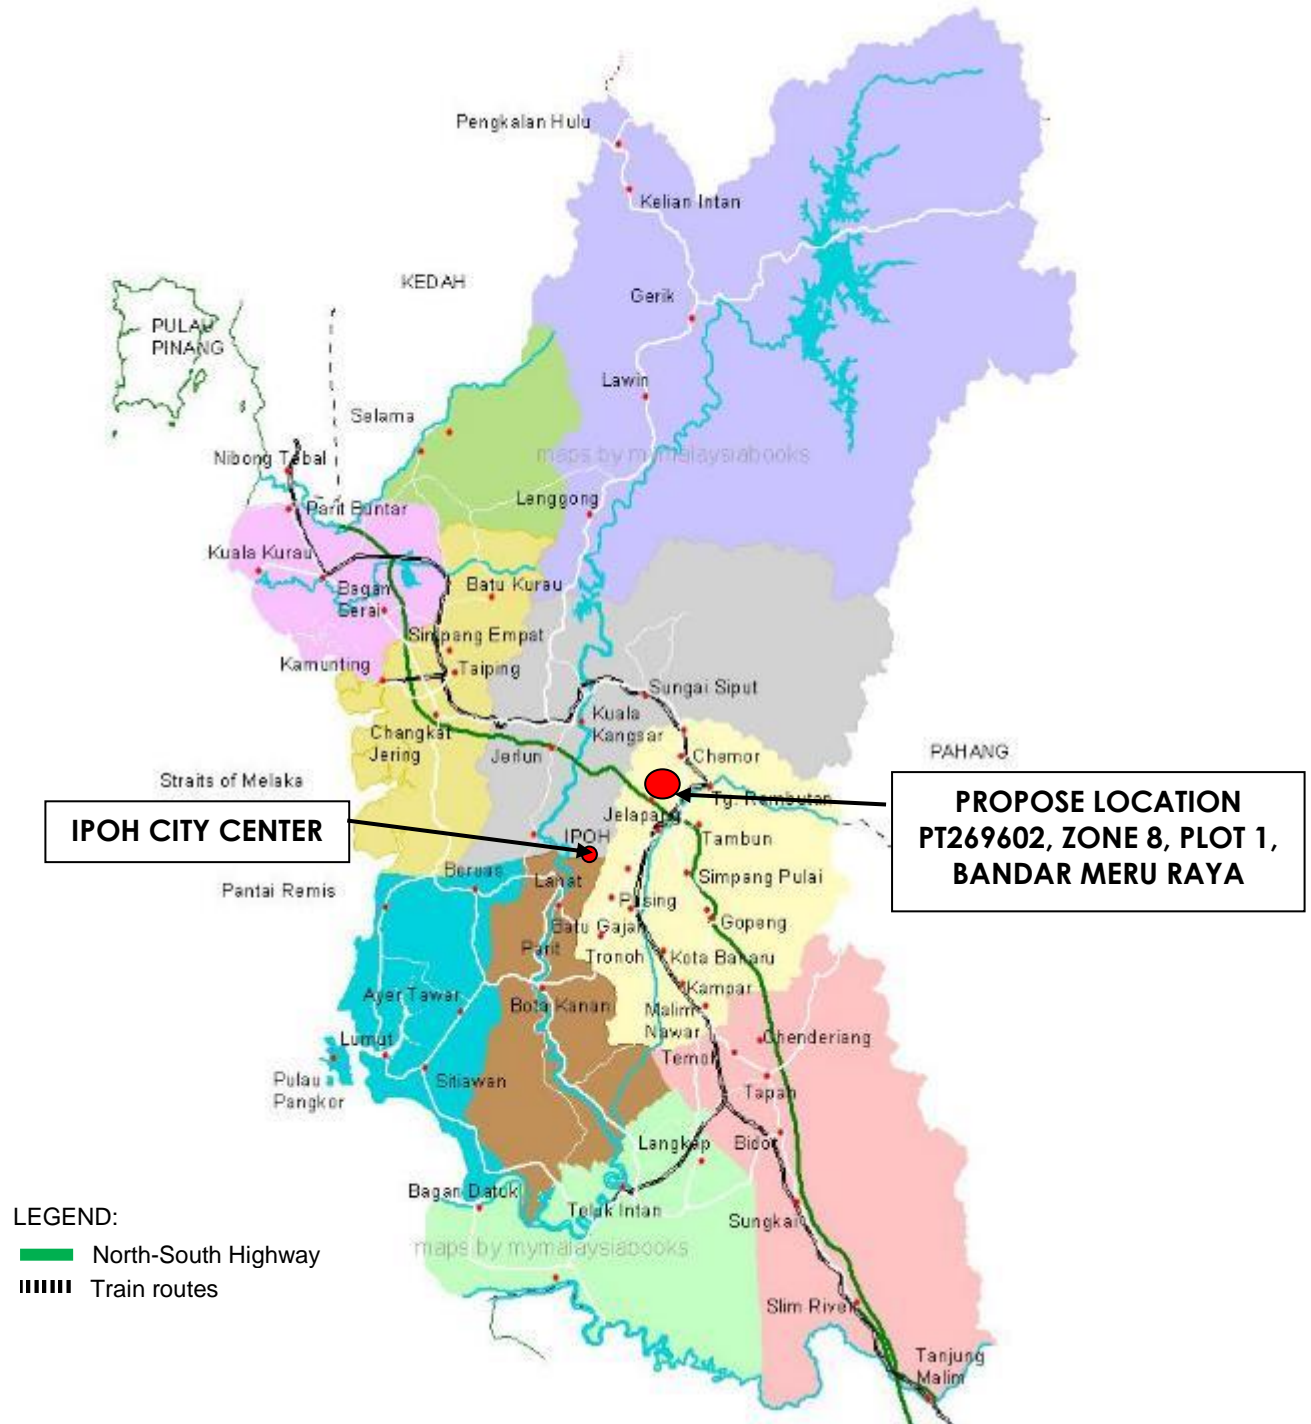 Pengkalan Hulu
Kelian Intan
KEDAH
Gerik
PULAU
PINANG
Lawin
Selama
maps by mymalaysiabooks
Nibong Tebal
Lenggong
Parit Buntar
Kuala Kurau
Bagan
Serai
Batu Kurau
Simpang Empat
Kamunting
Taiping
Sungai Siput
Kuala
Kangsar
Changkat
Jering
Jerlun
Chemor
PAHANG
Straits of Melaka
Tg. Rambutan
PROPOSE LOCATION
PT269602, ZONE 8, PLOT 1,
BANDAR MERU RAYA
IPOH CITY CENTER
Jelapang
IPOH
Tambun
Beruas
Lahat
Simpang Pulai
Pantai Remis
Pusing
Batu Gajah
Gopeng
Parit
Tronoh
Kota Baharu
Ayer Tawar
Bota Kanan
Kampar
Malim
Nawar
Lumut
Chenderiang
Temoh
Pulau
Pangkor
Sitiawan
Tapah
Langkap
Bidor
Bagan Datuk
Teluk Intan
Sungkai
LEGEND:
North-South Highway
Train routes
maps by mymalaysiabooks
Slim River
Tanjung
Malim